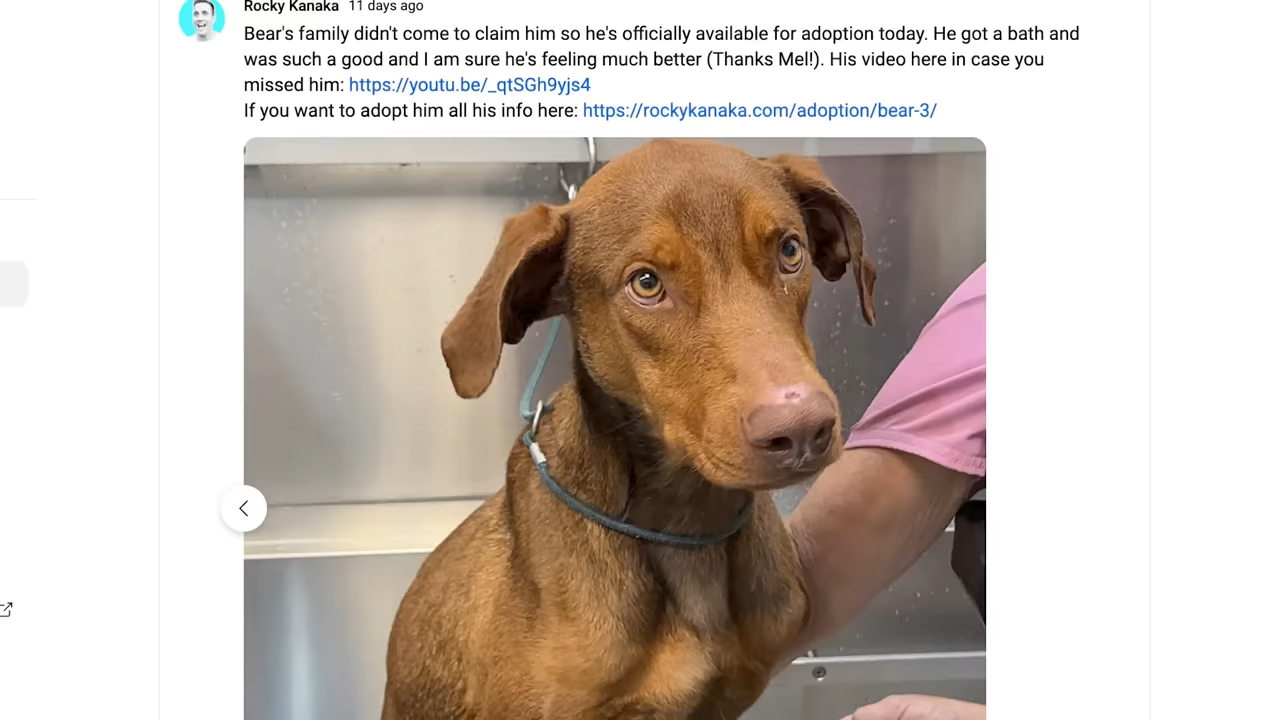 Rocky Kanaka 11 days ago
Bear's family didn't come to claim him so he's officially available for adoption today. He got a bath and
was such a good and I am sure he's feeling much better (Thanks Mel!). His video here in case you
missed him: https://youtu.be/_qtSGh9yjs4
If you want to adopt him all his info here: https://rockykanaka.com/adoption/bear-3/